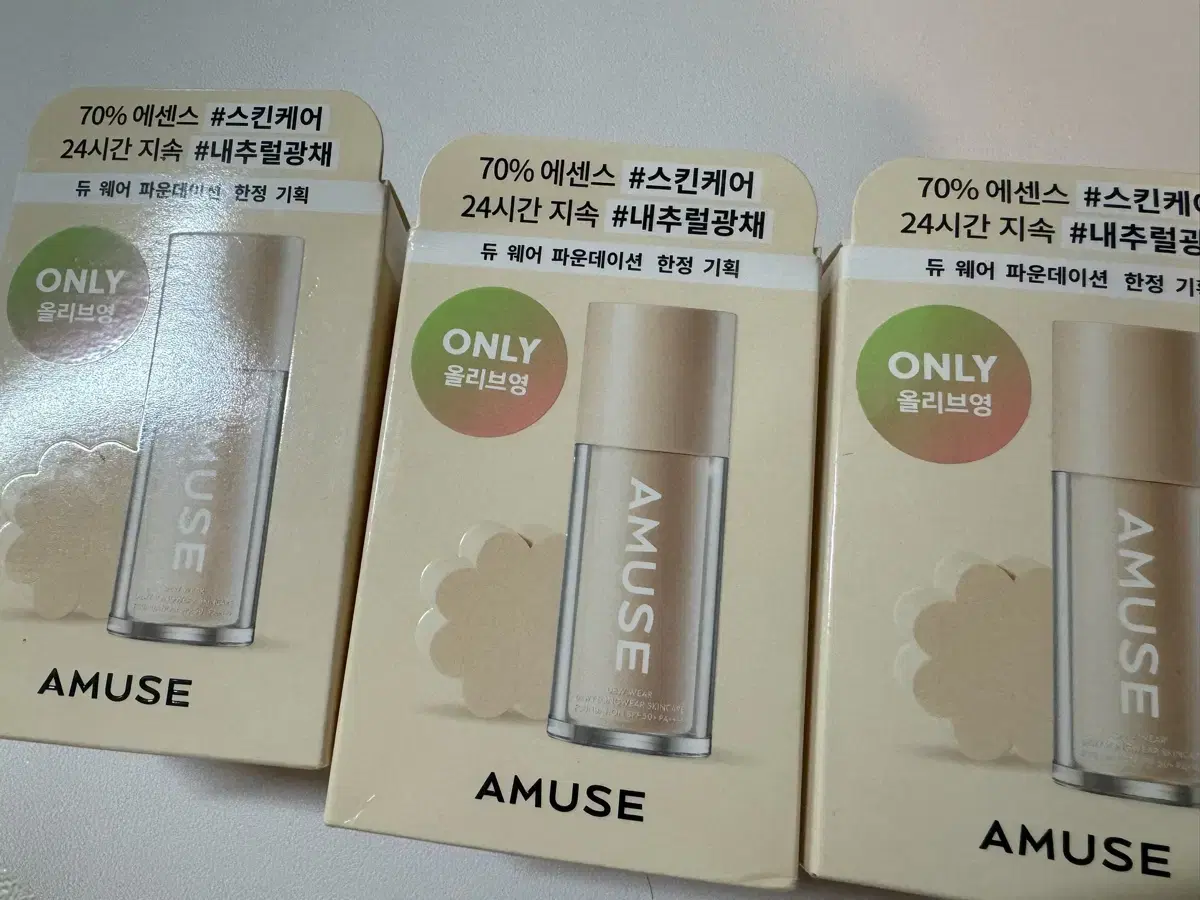 70% 에센스 #스킨케어
24시간 지속 #내추럴광채
듀 웨어 파운데이션 한정 기획
ONLY
올리브영
AMUSE
AMUSE
70% 에센스 #스킨케어
24시간 지속 #내추럴광채
듀 웨어 파운데이션 한정 기획
ONLY
올리브영
AMUSE
DEW WEAR
FOUNDATION SPF50+ PA
AMUSE
70% 에센스 #스킨케
24시간 지속 #내추럴광
듀 웨어 파운데이션 한정 기
ONLY
올리브영
AMUSE
AMUSE